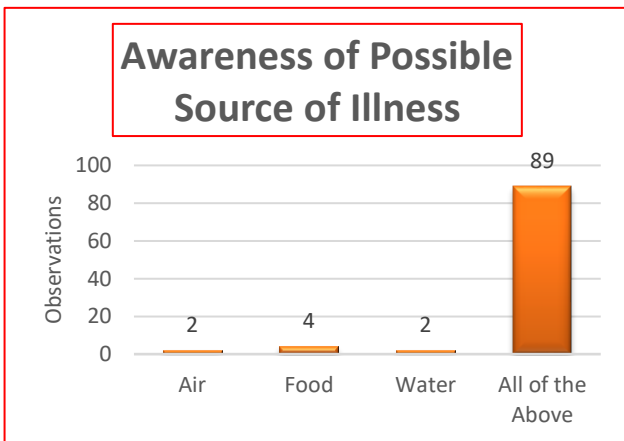 Awareness of Possible
Source of Illness
Observations
100
80
60
40
20
0
2
4
2
89
Air
Food
Water
All of the
Above